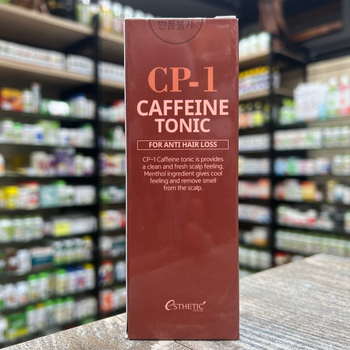 CP-1
CAFFEINE
TONIC
FOR ANTI HAIR LOSS
CP-1 Caffeine tonic is provides
a clean and fresh scalp feeling.
Menthol ingredient gives cool
feeling and remove smell
from the scalp.
ESTHETIC